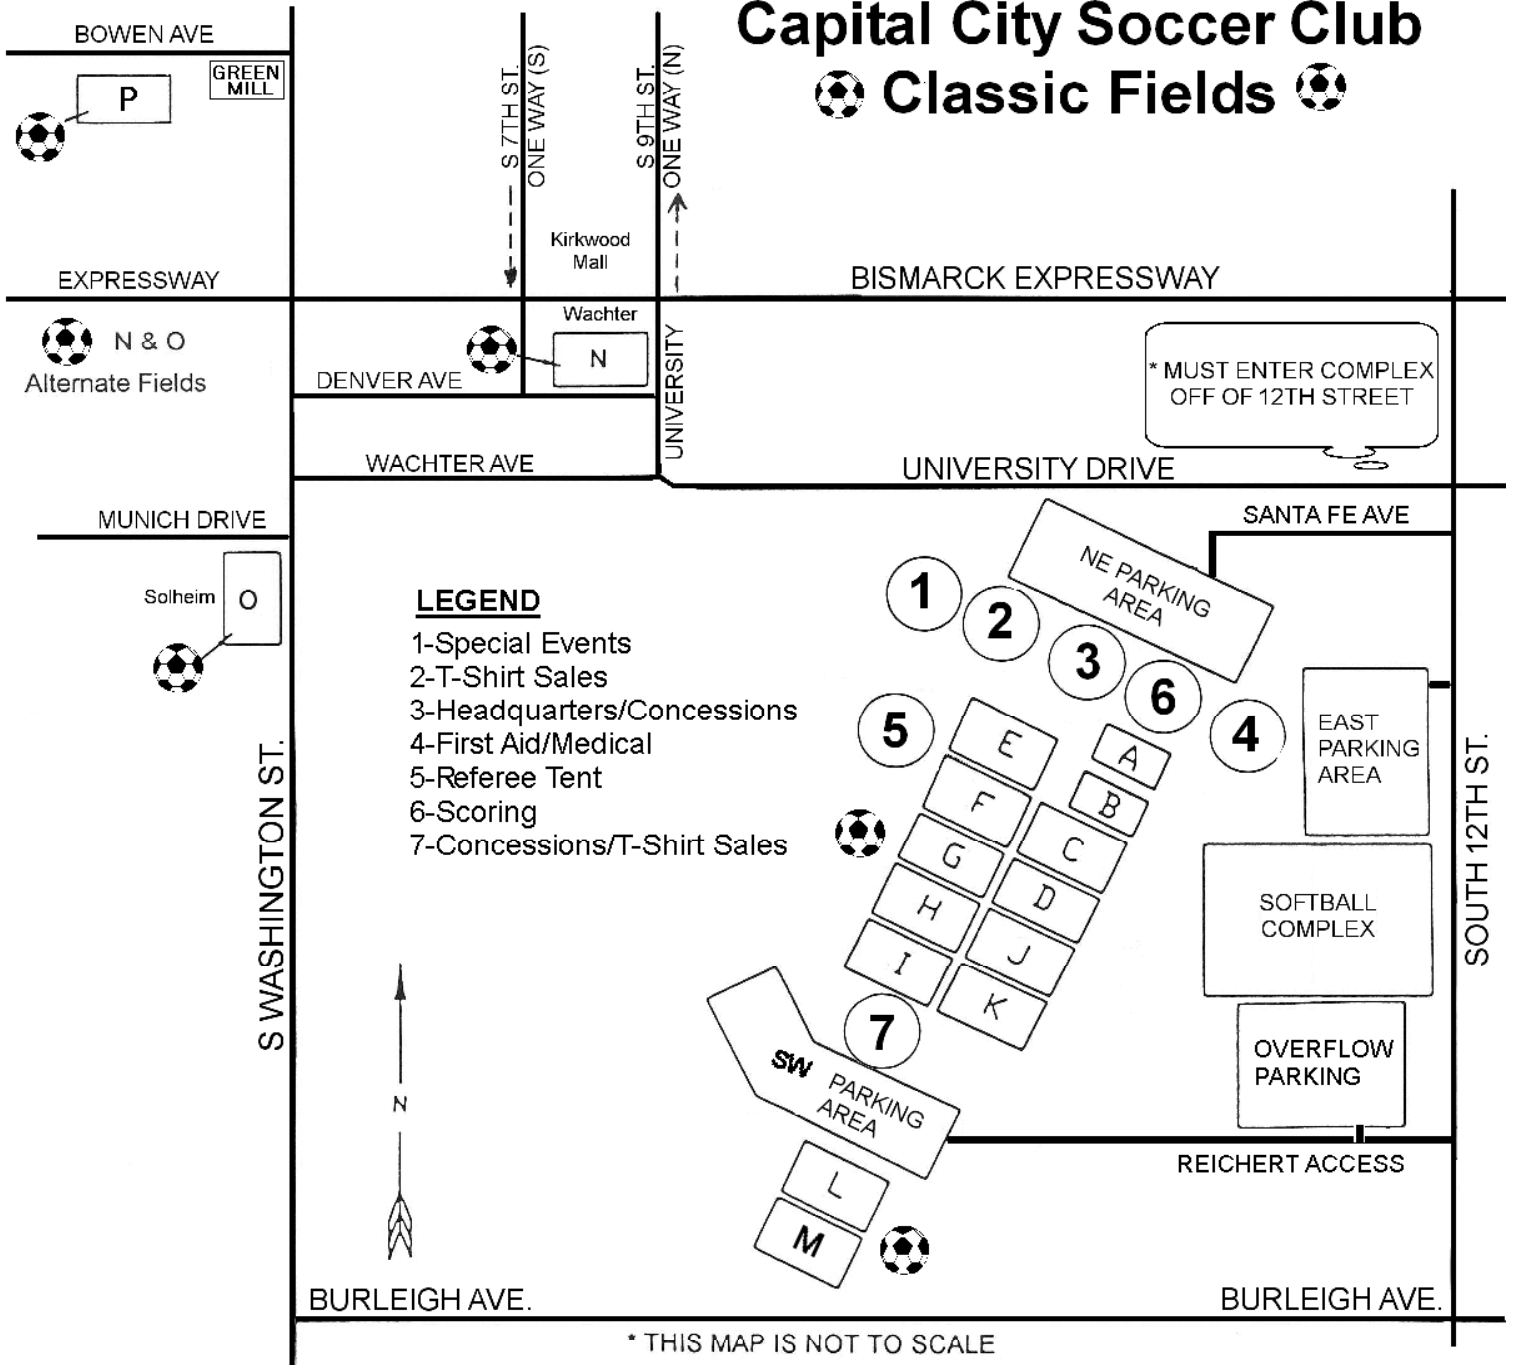 Capital City Soccer Club
Classic Fields
BOWEN AVE
GREEN
MILL
P
S 7TH ST.
ONE WAY (S)
S 9TH ST.
ONE WAY (N)
Kirkwood
Mall
EXPRESSWAY
BISMARCK EXPRESSWAY
N & O
Alternate Fields
Wachter
N
DENVER AVE
UNIVERSITY
* MUST ENTER COMPLEX
OFF OF 12TH STREET
WACHTER AVE
UNIVERSITY DRIVE
MUNICH DRIVE
SANTA FE AVE
Solheim
O
NE PARKING
AREA
1
2
3
6
4
5
LEGEND
1-Special Events
2-T-Shirt Sales
3-Headquarters/Concessions
4-First Aid/Medical
5-Referee Tent
6-Scoring
7-Concessions/T-Shirt Sales
E
A
F
B
G
C
H
D
I
J
K
EAST
PARKING
AREA
S WASHINGTON ST.
SOUTH 12TH ST.
SOFTBALL
COMPLEX
7
SW PARKING
AREA
OVERFLOW
PARKING
N
REICHERT ACCESS
L
M
BURLEIGH AVE.
BURLEIGH AVE.
* THIS MAP IS NOT TO SCALE